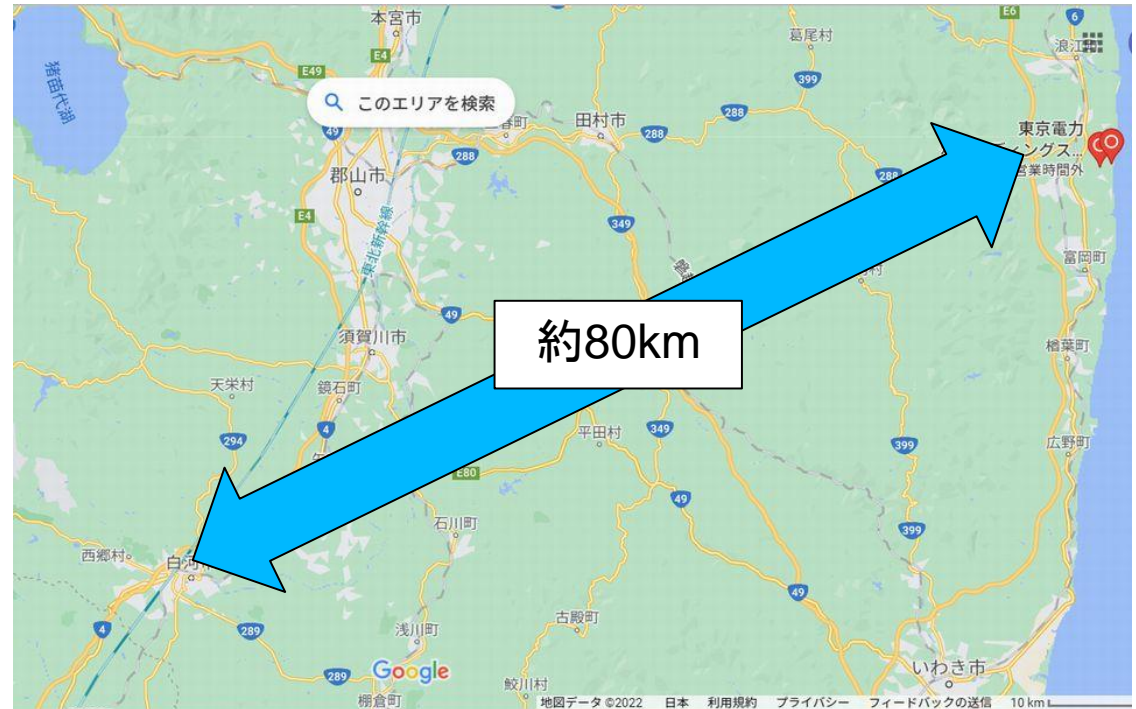 本宮市
E6
6
葛尾村
浪江
猪苗代湖
E4
E49
399
このエリアを検索
49
春町
田村市
288
288
東京電力
ディングス...
営業時間外
288
288
郡山市
E4
東北新幹線
349
富岡町
村
49
約80km
須賀川市
楢葉町
天栄村
鏡石町
294
4
平田村
349
399
広野町
E80
49
石川町
399
西郷村
白河
49
4
289
浅川町
古殿町
289
Google
いわき市
鮫川村
棚倉町
地図データ ©2022 日本 利用規約 プライバシー フィードバックの送信 10 km